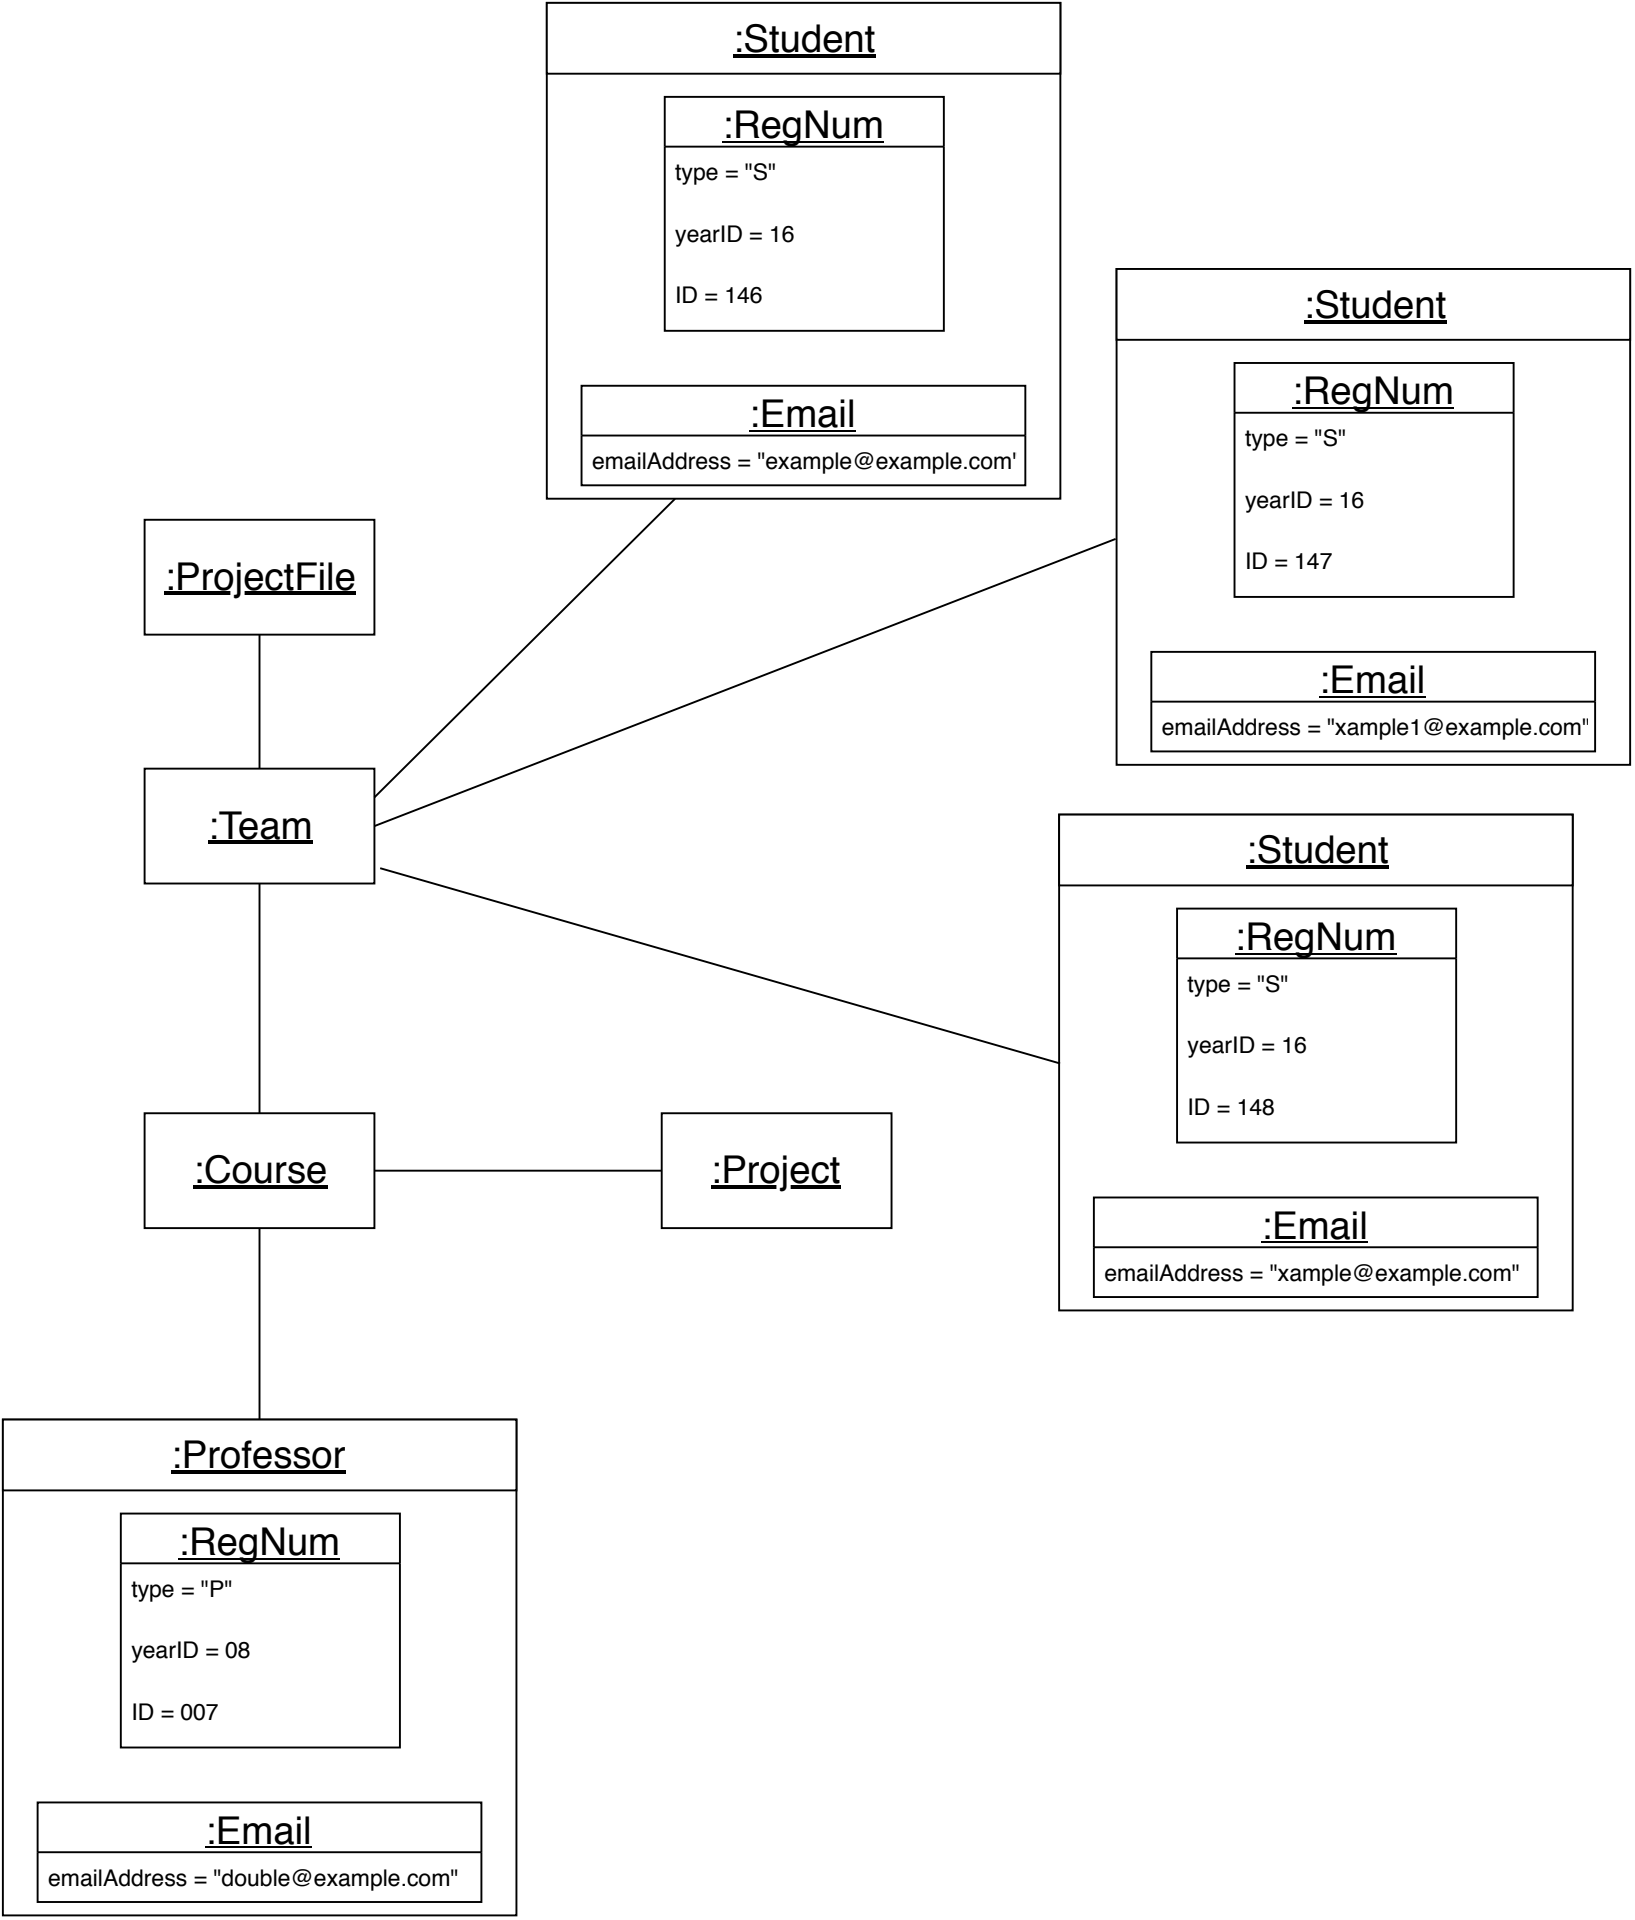 :Student
:RegNum
type = "S"
yearID = 16
ID = 146
:Email
emailAddress = "example@example.com'
:Student
:RegNum
type = "S"
yearID = 16
ID = 147
:Email
emailAddress = "xample1@example.com"
:ProjectFile
:Team
:Student
:RegNum
type = "S"
yearID = 16
ID = 148
:Email
emailAddress = "xample@example.com"
:Course
:Project
:Professor
:RegNum
type = "P"
yearID = 08
ID = 007
:Email
emailAddress = "double@example.com"